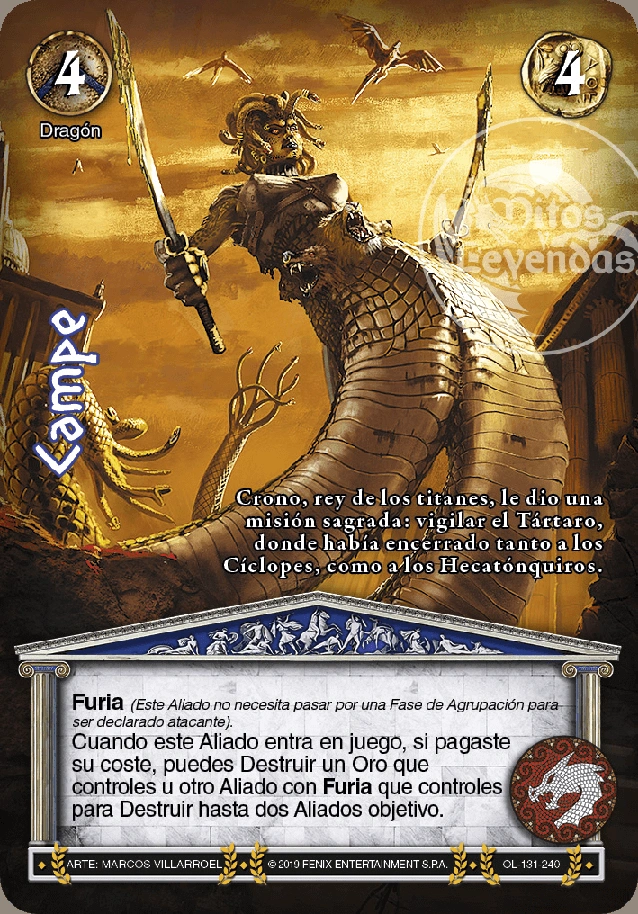 4
4
Dragón
Mitos
y
Leyendas
Campe
Crono, rey de los titanes, le dio una
misión sagrada: vigilar el Tártaro,
donde había encerrado tanto a los
Cíclopes, como a los Hecatónquiros.
Furia (Este Aliado no necesita pasar por una Fase de Agrupación para
ser declarado atacante).
Cuando este Aliado entra en juego, si pagaste
su coste, puedes Destruir un Oro que
controles u otro Aliado con Furia que controles
para Destruir hasta dos Aliados objetivo.
ARTE: MARCOS VILLARROEL
© 2019 FENIX ENTERTAINMENT S.P.A.
OL-131-240